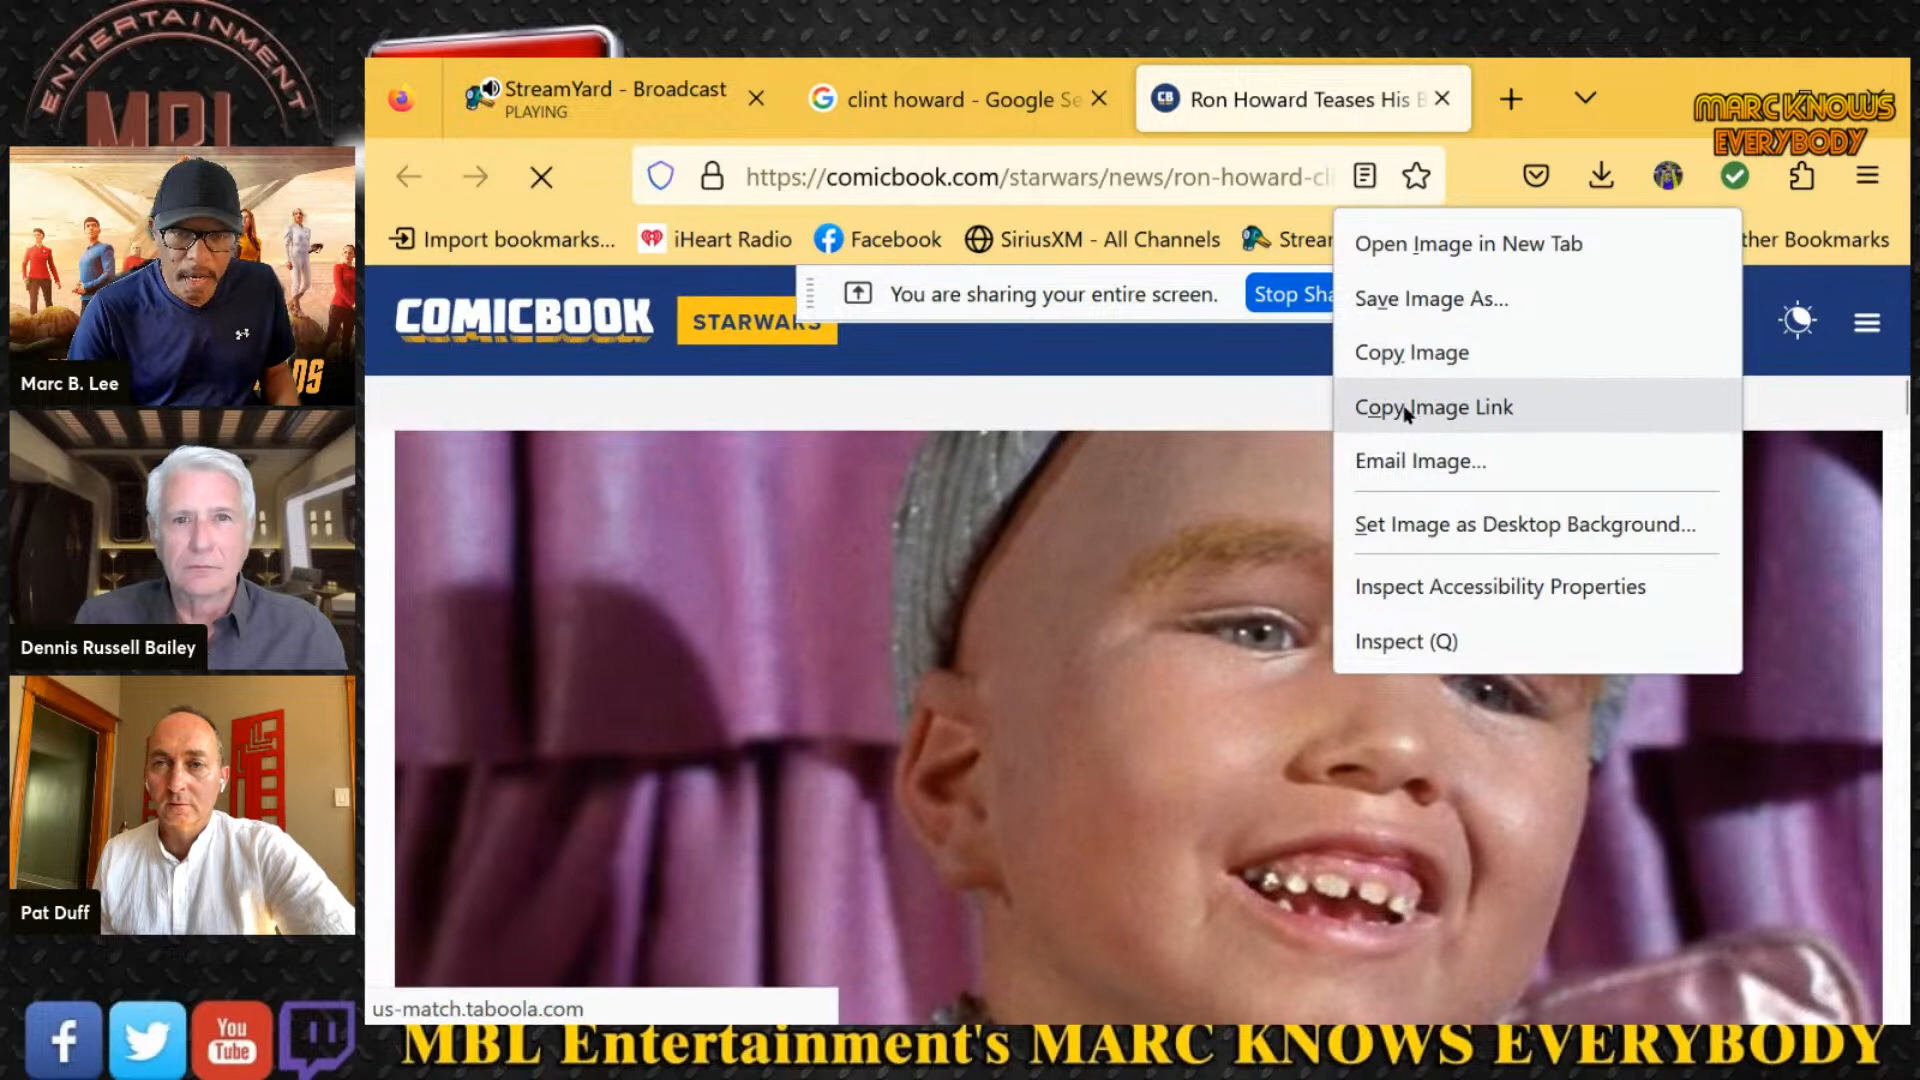 ENTERTAINMENT
MBL
StreamYard - Broadcast
PLAYING
clint howard - Google Se
CB
Ron Howard Teases His B
MARC KNOWS
EVERYBODY
https://comicbook.com/starwars/news/ron-howard-cli
Import bookmarks...
iHeart Radio
Facebook
SiriusXM - All Channels
Strear
ther Bookmarks
COMICBOOK
STARWARS
You are sharing your entire screen.
Stop Sha
Open Image in New Tab
Save Image As...
Copy Image
Copy Image Link
Email Image...
Set Image as Desktop Background...
Inspect Accessibility Properties
Inspect (Q)
Marc B. Lee
Dennis Russell Bailey
Pat Duff
us-match.taboola.com
You
Tube
MBL Entertainment's MARC KNOWS EVERYBODY